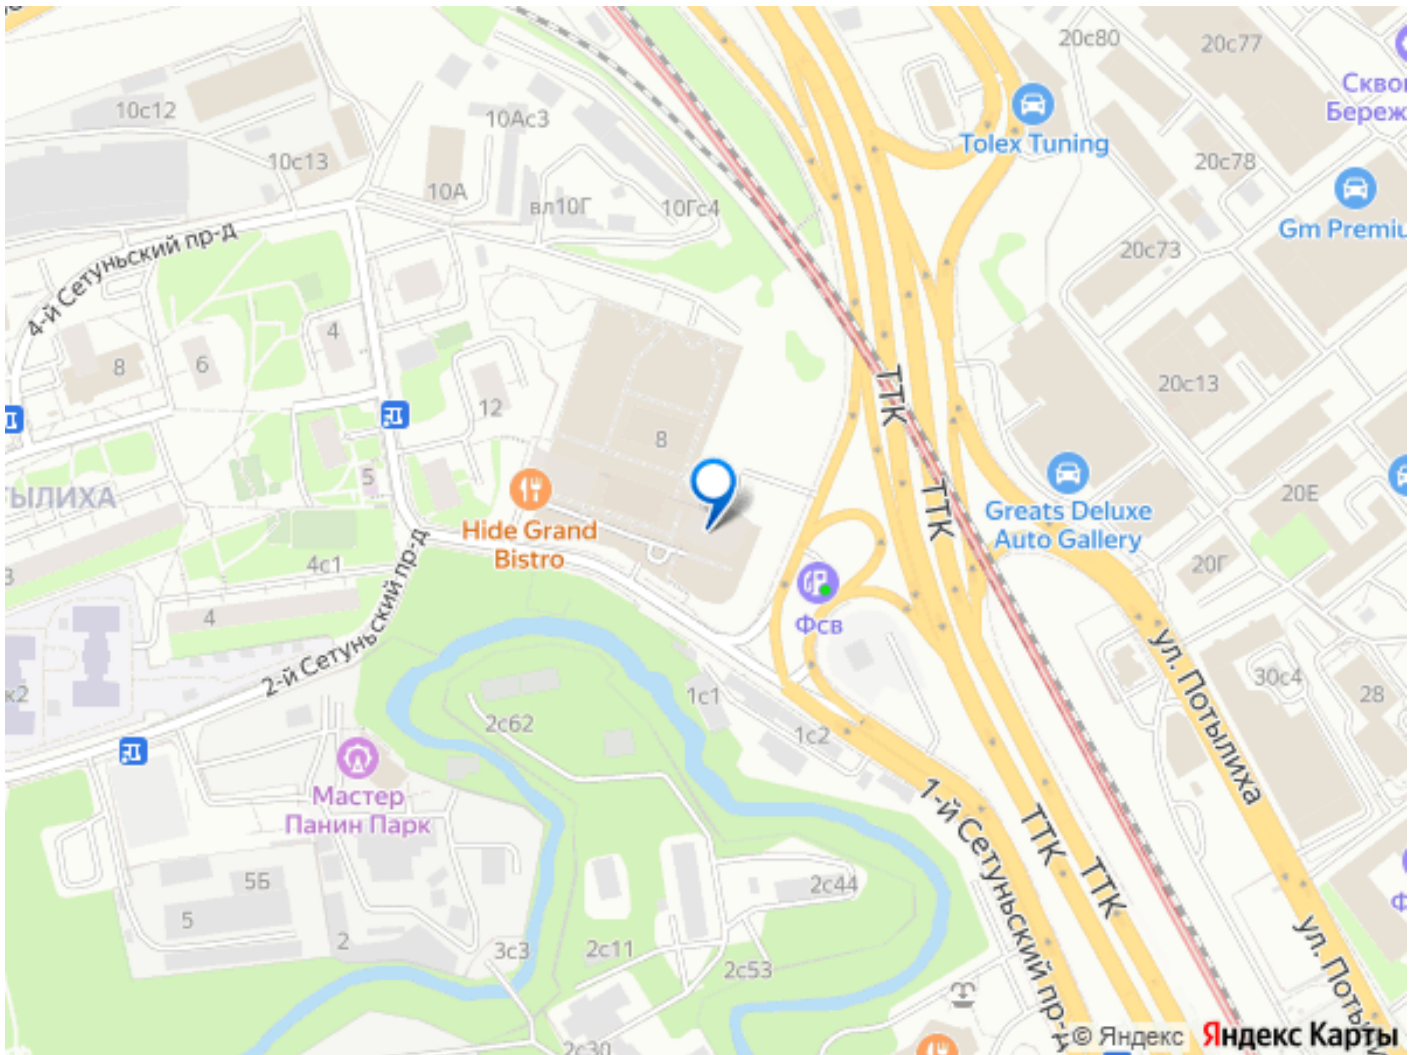 20с80
20с77
10с12
10Ас3
Tolex Tuning
10с13
10А
20с78
вл10Г
10Гс4
Gm Premiu
4-й Сетуньский пр-д
20с73
4
8
6
20с13
12
ТТК
8
5
ТТК
20Е
Greats Deluxe
Auto Gallery
Hide Grand
Bistro
4с1
20Г
4
Фсв
2-й Сетуньский пр-д
ул. Потылиха
30с4
28
к2
1с1
2с62
1с2
Мастер
Панин Парк
1-й Сетуньский пр-д
ТТК
ТТК
5Б
2с44
5
2
3с3
2с11
2с53
2с30
© Яндекс Яндекс Карты